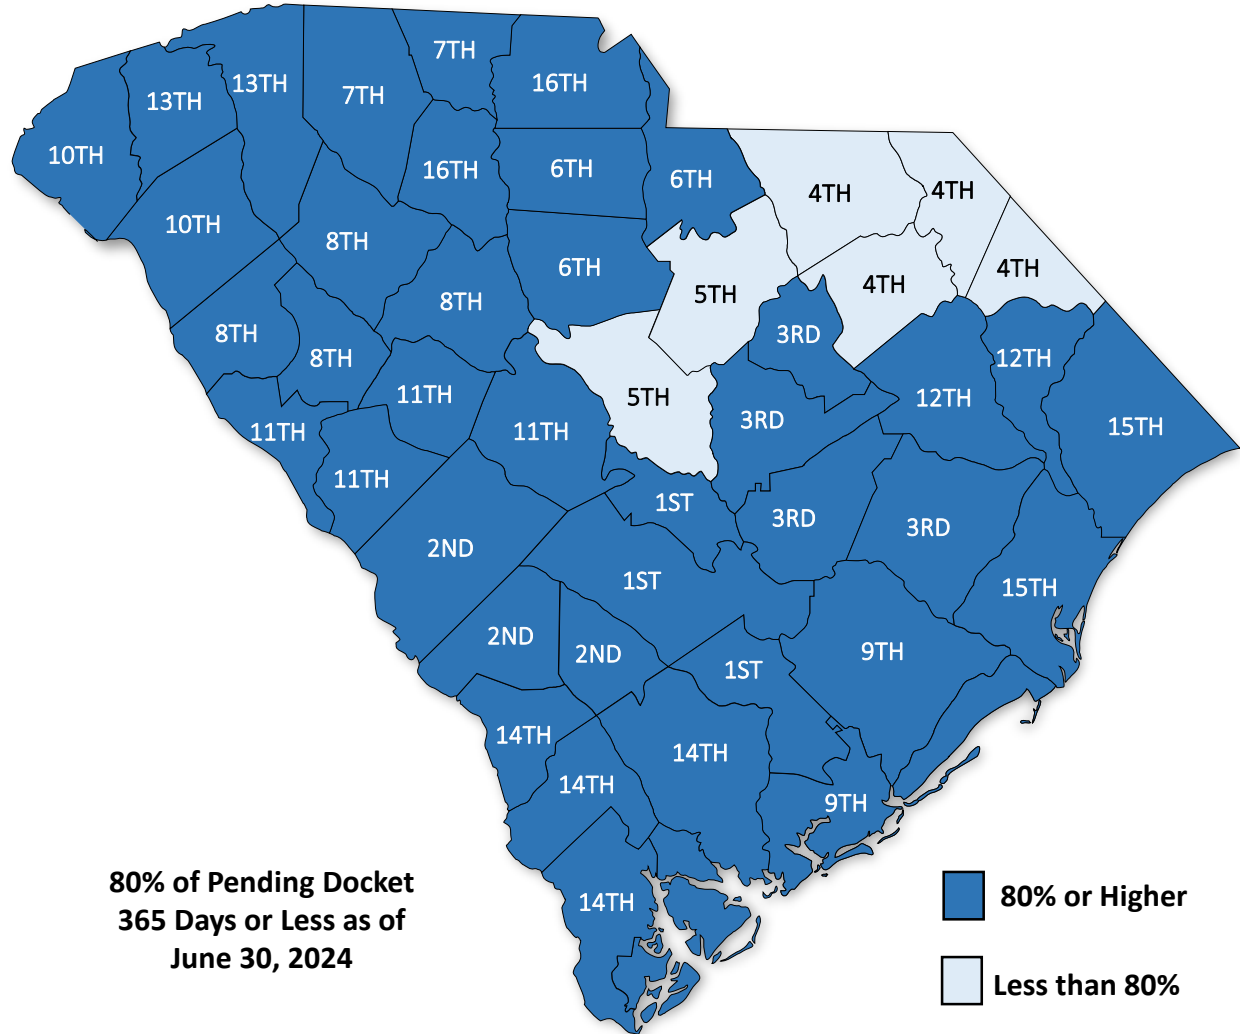 7TH
16TH
13TH
13TH
7TH
10TH
16TH
6TH
6TH
4TH
4TH
10TH
8TH
6TH
5TH
4TH
4TH
8TH
8TH
8TH
3RD
12TH
11TH
5TH
12TH
11TH
11TH
3RD
15TH
11TH
1ST
3RD
3RD
2ND
1ST
15TH
2ND
2ND
1ST
9TH
14TH
14TH
14TH
9TH
14TH
80% of Pending Docket
365 Days or Less as of
June 30, 2024
80% or Higher
Less than 80%